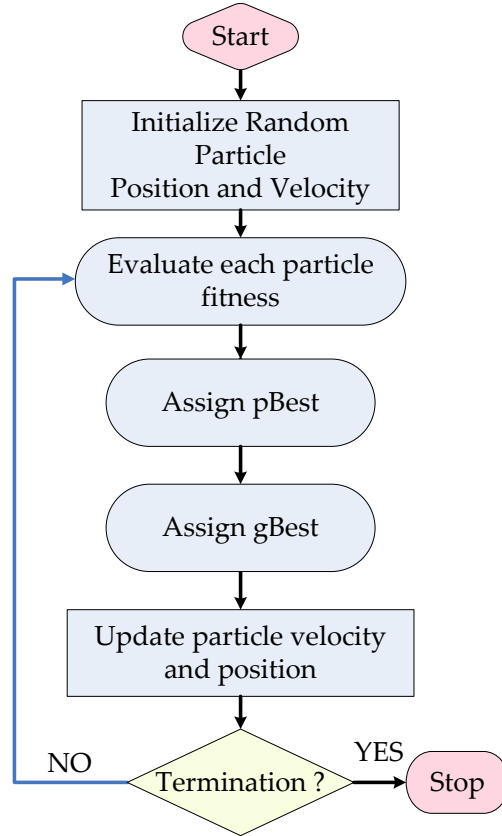 Start
Initialize Random
Particle
Position and Velocity
Evaluate each particle
fitness
Assign pBest
Assign gBest
Update particle velocity
and position
NO
YES
Termination ?
Stop